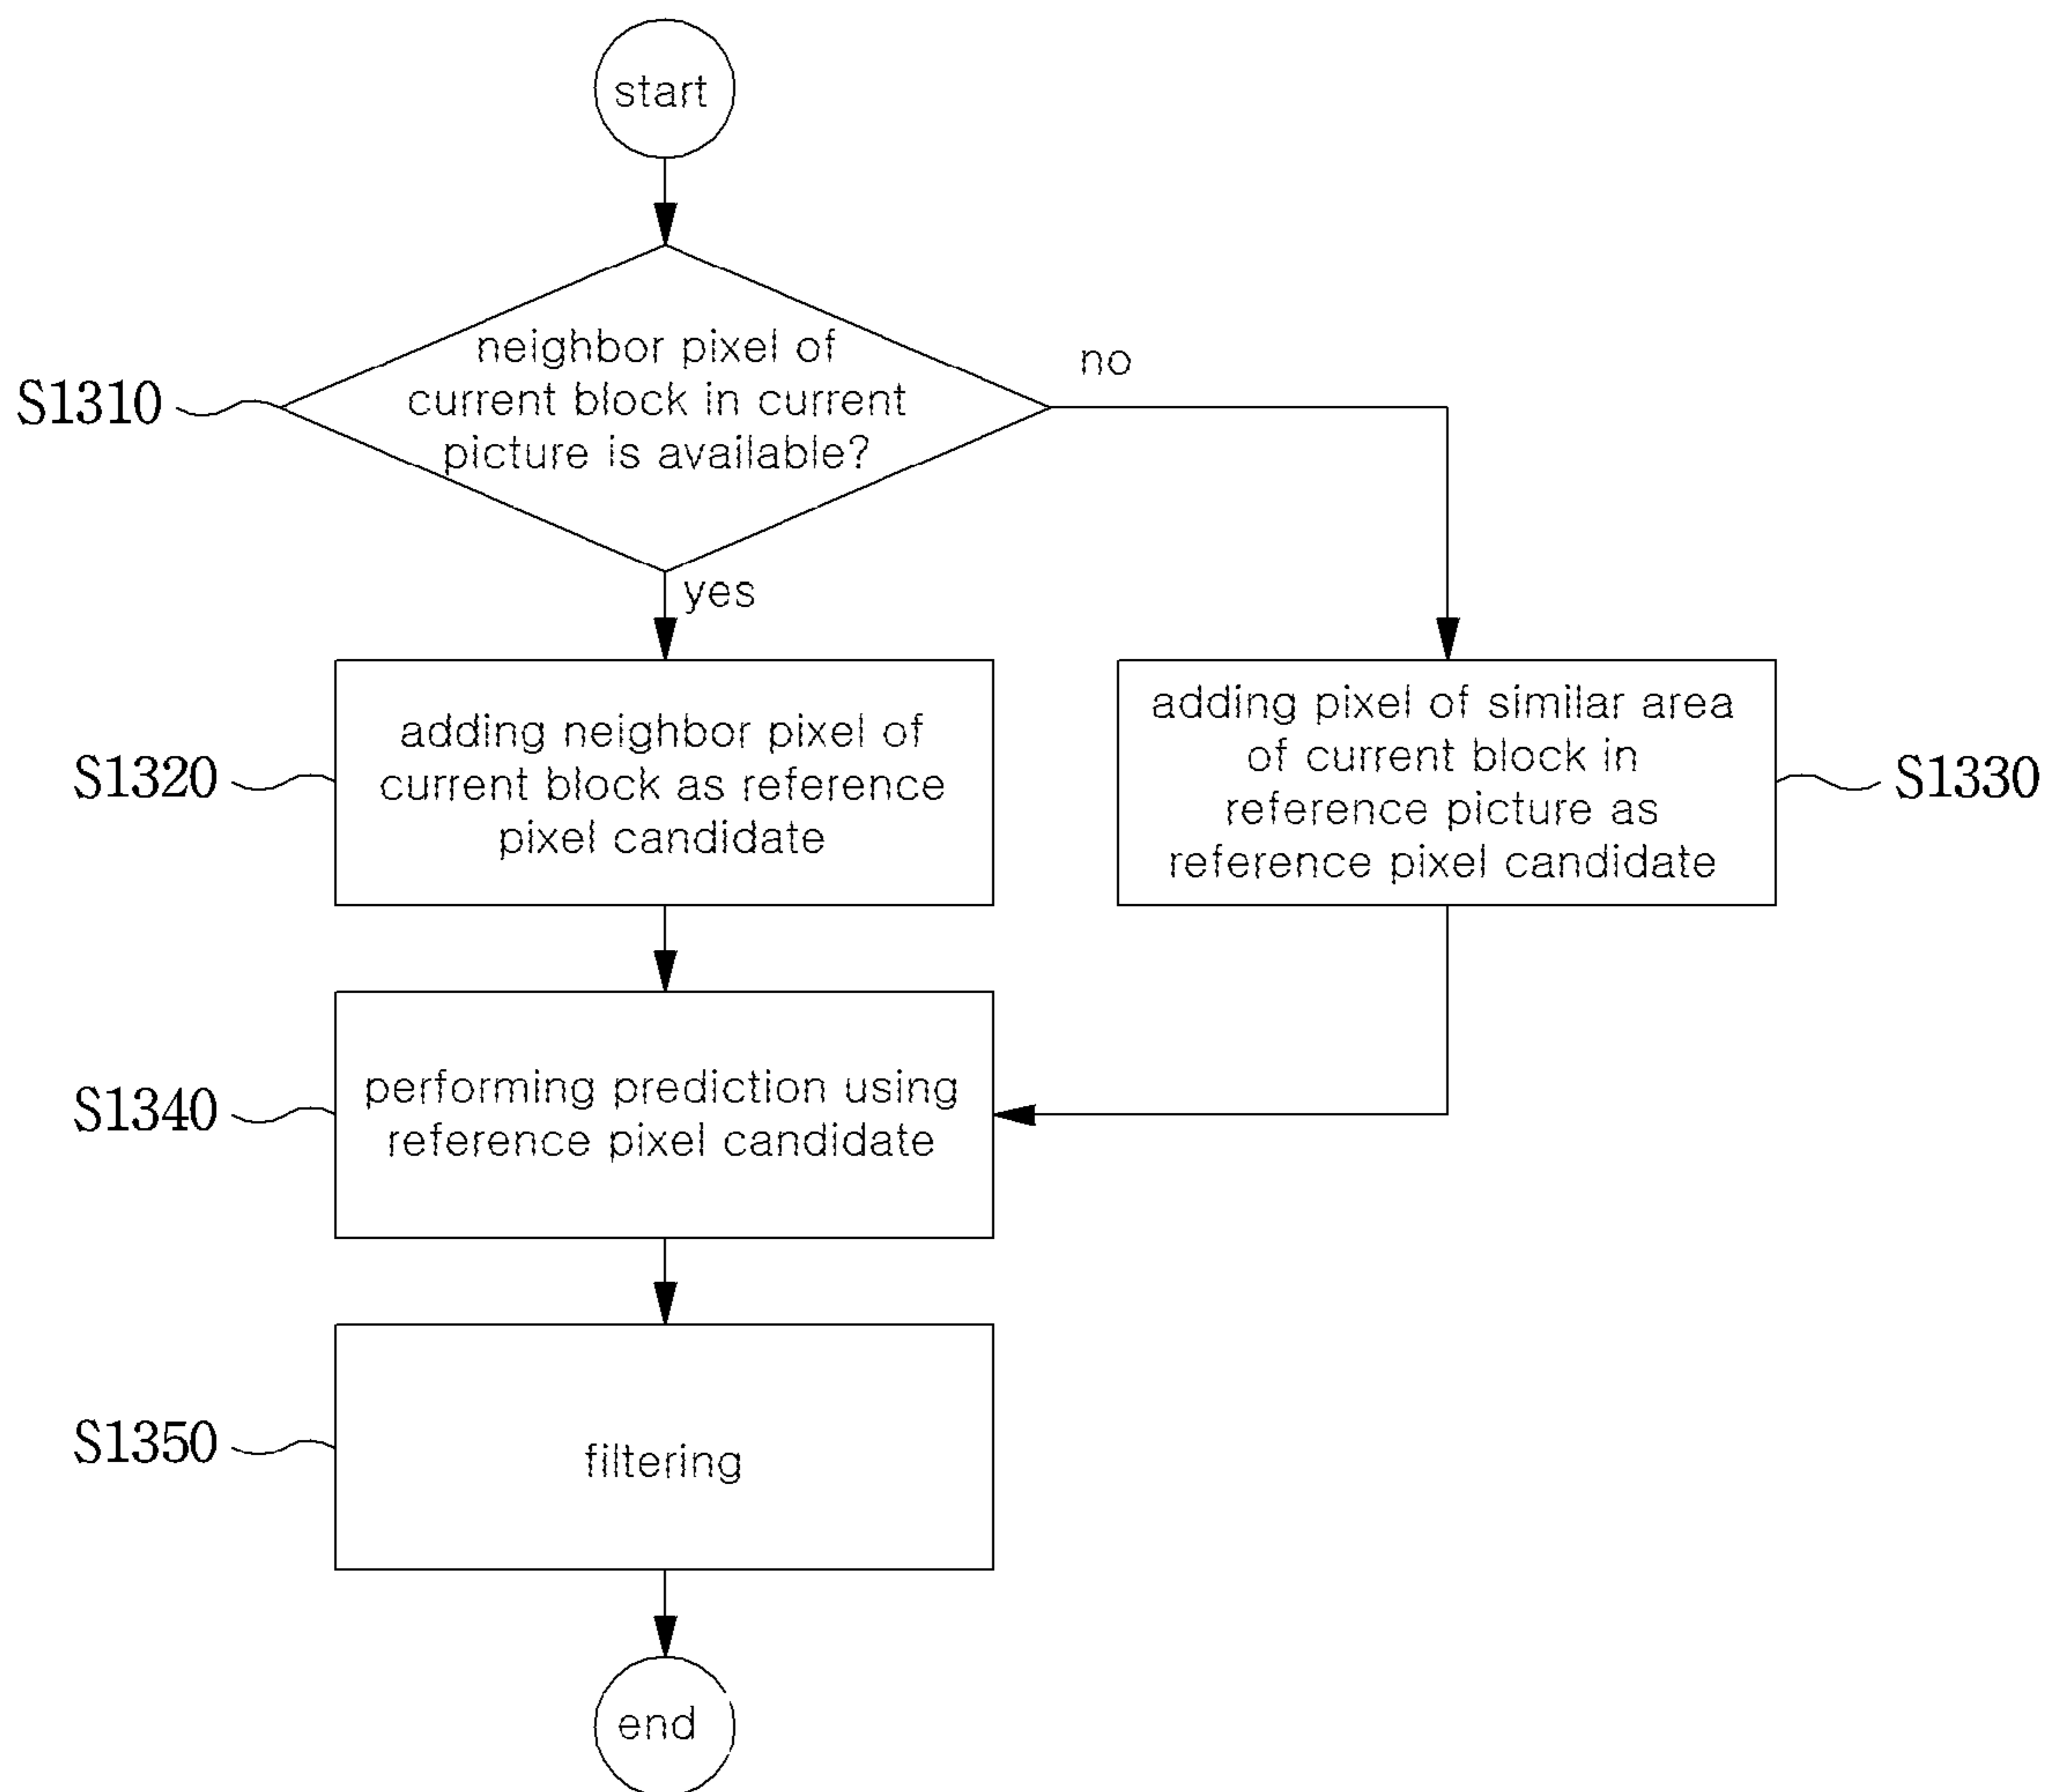 start
neighbor pixel of
current block in current
picture is available?
no
S1310
yes
adding neighbor pixel of
current block as reference
pixel candidate
S1320
adding pixel of similar area
of current block in
reference picture as
reference pixel candidate
S1330
performing prediction using
reference pixel candidate
S1340
filtering
S1350
end